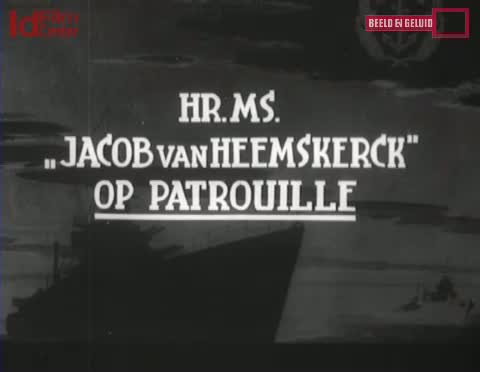 BEELD EN GELUID
HR. MS.
„JACOB VAN HEEMSKERCK"
OP PATROUILLE